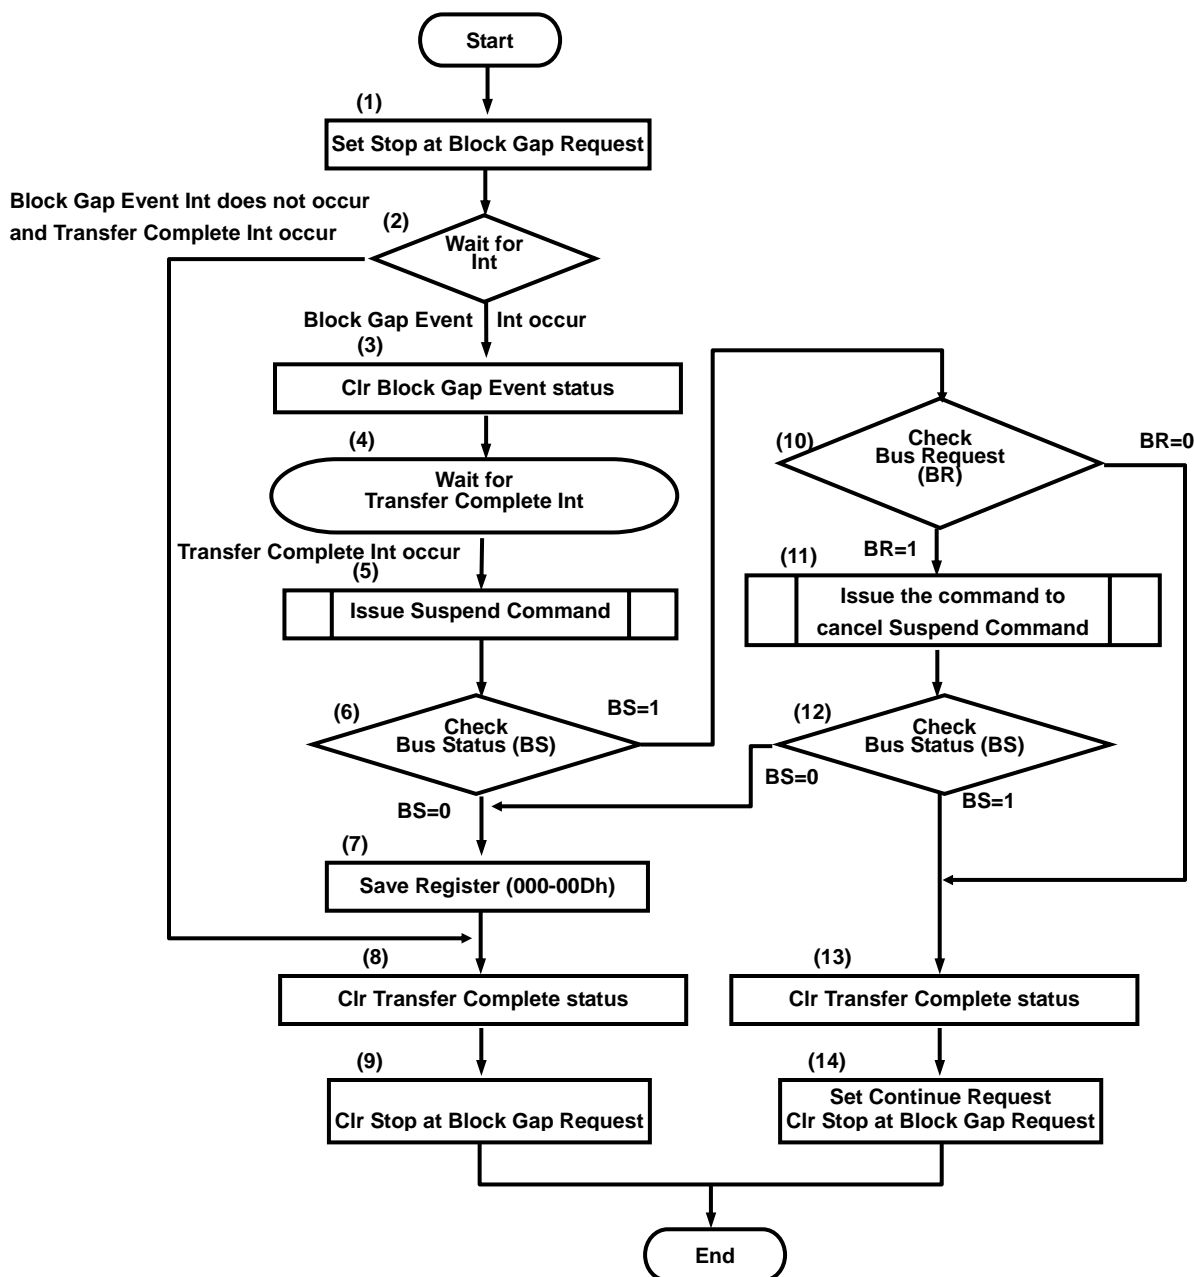 Start
(1)
Set Stop at Block Gap Request
Block Gap Event Int does not occur
and Transfer Complete Int occur
(2)
Wait for
Int
Block Gap Event Int occur
(3)
Clr Block Gap Event status
(4)
Wait for
Transfer Complete Int
Transfer Complete Int occur
(5)
Issue Suspend Command
(6)
Check
Bus Status (BS)
BS=1
BS=0
(7)
Save Register (000-00Dh)
(8)
Clr Transfer Complete status
(9)
Clr Stop at Block Gap Request
(10)
Check
Bus Request
(BR)
BR=0
BR=1
(11)
Issue the command to
cancel Suspend Command
(12)
Check
Bus Status (BS)
BS=0
BS=1
(13)
Clr Transfer Complete status
(14)
Set Continue Request
Clr Stop at Block Gap Request
End